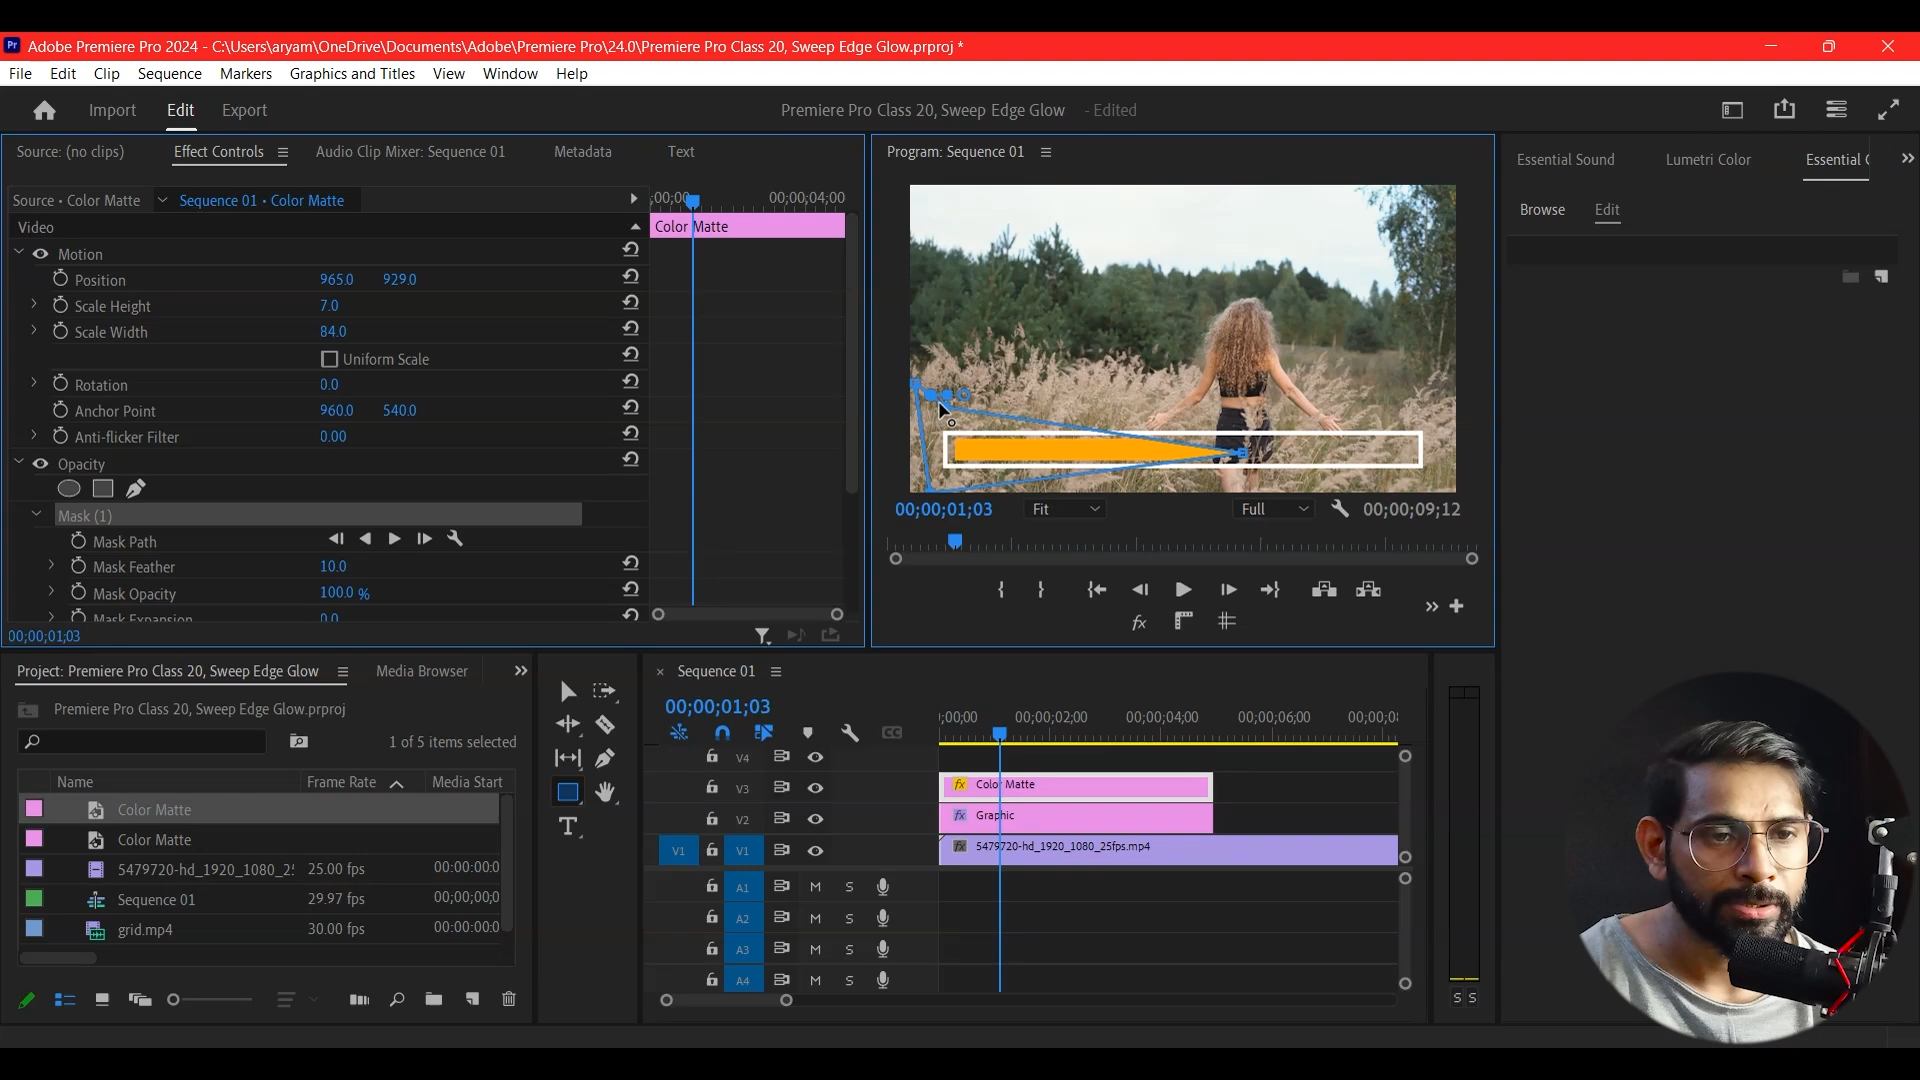 Pr Adobe Premiere Pro 2024 - C:\Users\aryam\OneDrive\Documents\Adobe\Premiere Pro\24.0\Premiere Pro Class 20, Sweep Edge Glow.prproj *
File Edit Clip Sequence Markers Graphics and Titles View Window Help
Import Edit Export Premiere Pro Class 20, Sweep Edge Glow - Edited
Source: (no clips) Effect Controls Audio Clip Mixer: Sequence 01 Metadata Text
Program: Sequence 01
Essential Sound Lumetri Color Essential
Browse Edit
Source • Color Matte Sequence 01 • Color Matte ;00;00 00;00;04;00
Video Color Matte
Motion
Position 965.0 929.0
Scale Height 7.0
Scale Width 84.0
Uniform Scale
Rotation 0.0
Anchor Point 960.0 540.0
Anti-flicker Filter 0.00
Opacity
Mask (1)
Mask Path
Mask Feather 10.0
Mask Opacity 100.0 %
Mask Expansion 0.0
00;00;01;03
00;00;01;03 Fit Full 00;00;09;12
fx
Project: Premiere Pro Class 20, Sweep Edge Glow Media Browser
Premiere Pro Class 20, Sweep Edge Glow.prproj
1 of 5 items selected
Name Frame Rate Media Start
Color Matte
Color Matte
5479720-hd_1920_1080_2 25.00 fps 00:00:00:0
Sequence 01 29.97 fps 00;00;00;0
grid.mp4 30.00 fps 00:00:00:0
T
× Sequence 01
00;00;01;03
;00;00 00;00;02;00 00;00;04;00 00;00;06;00 00;00;0
CC
V4
V3 fx Color Matte
V2 fx Graphic
V1 V1 fx 5479720-hd_1920_1080_25fps.mp4
A1 M S
A2 M S
A3 M S
A4 M S
S S